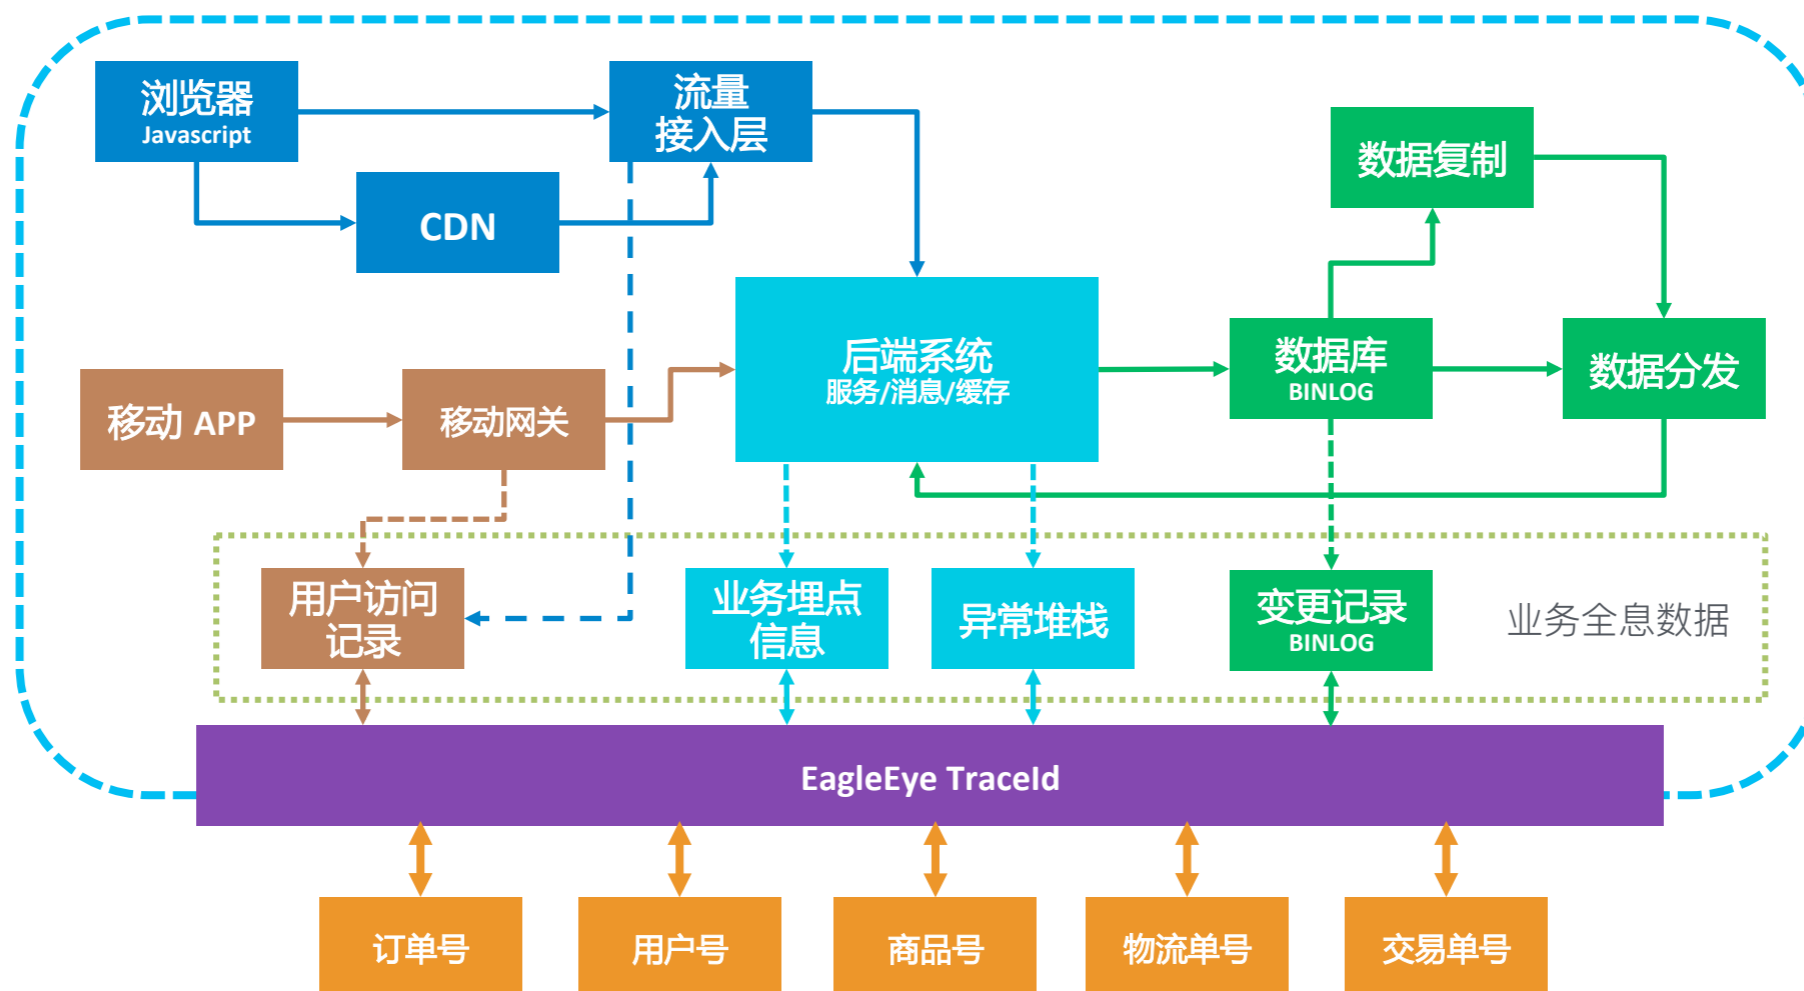 浏览器
Javascript
流量
接入层
数据复制
CDN
后端系统
服务/消息/缓存
数据库
BINLOG
数据分发
移动 APP
移动网关
用户访问
记录
业务埋点
信息
异常堆栈
变更记录
BINLOG
业务全息数据
EagleEye TraceId
订单号
用户号
商品号
物流单号
交易单号